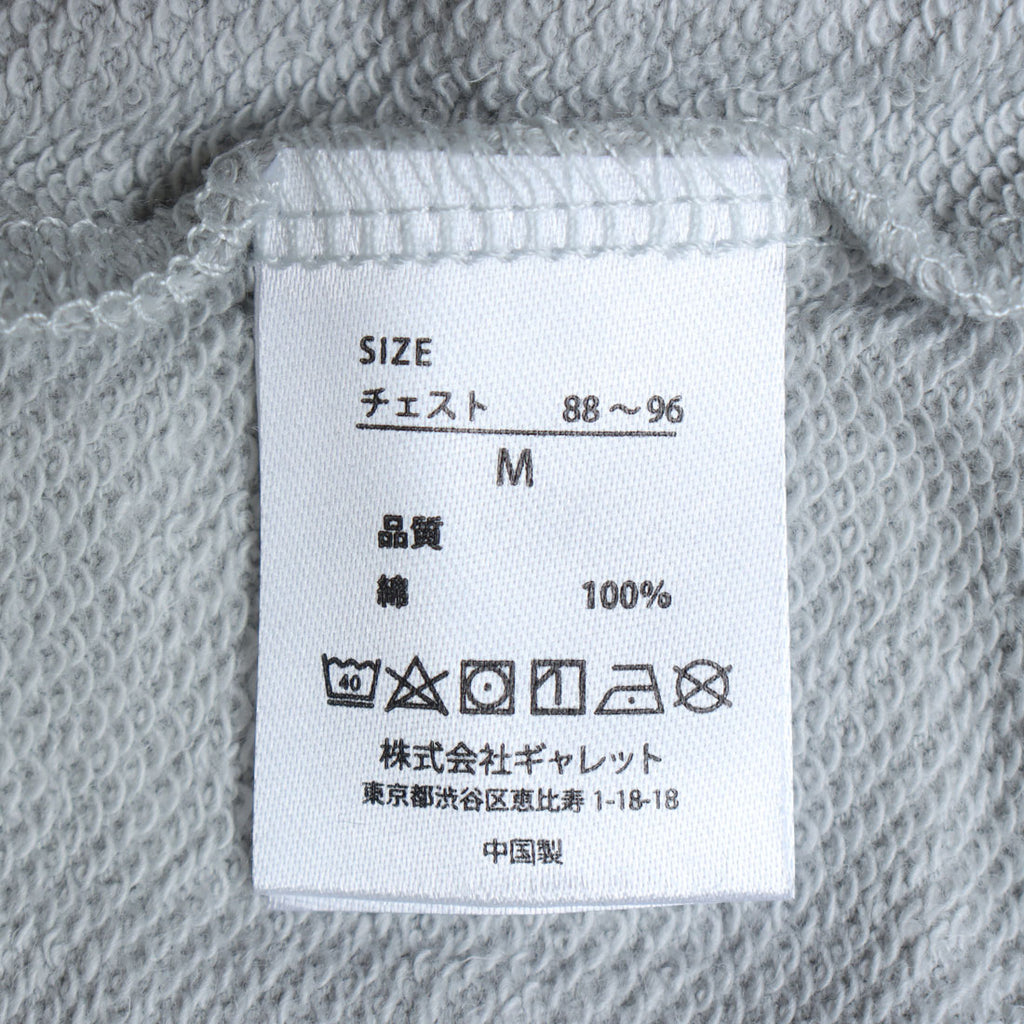 SIZE
チェスト 88～96
M
品質
綿 100%
40
株式会社ギャレット
東京都渋谷区恵比寿 1-18-18
中国製